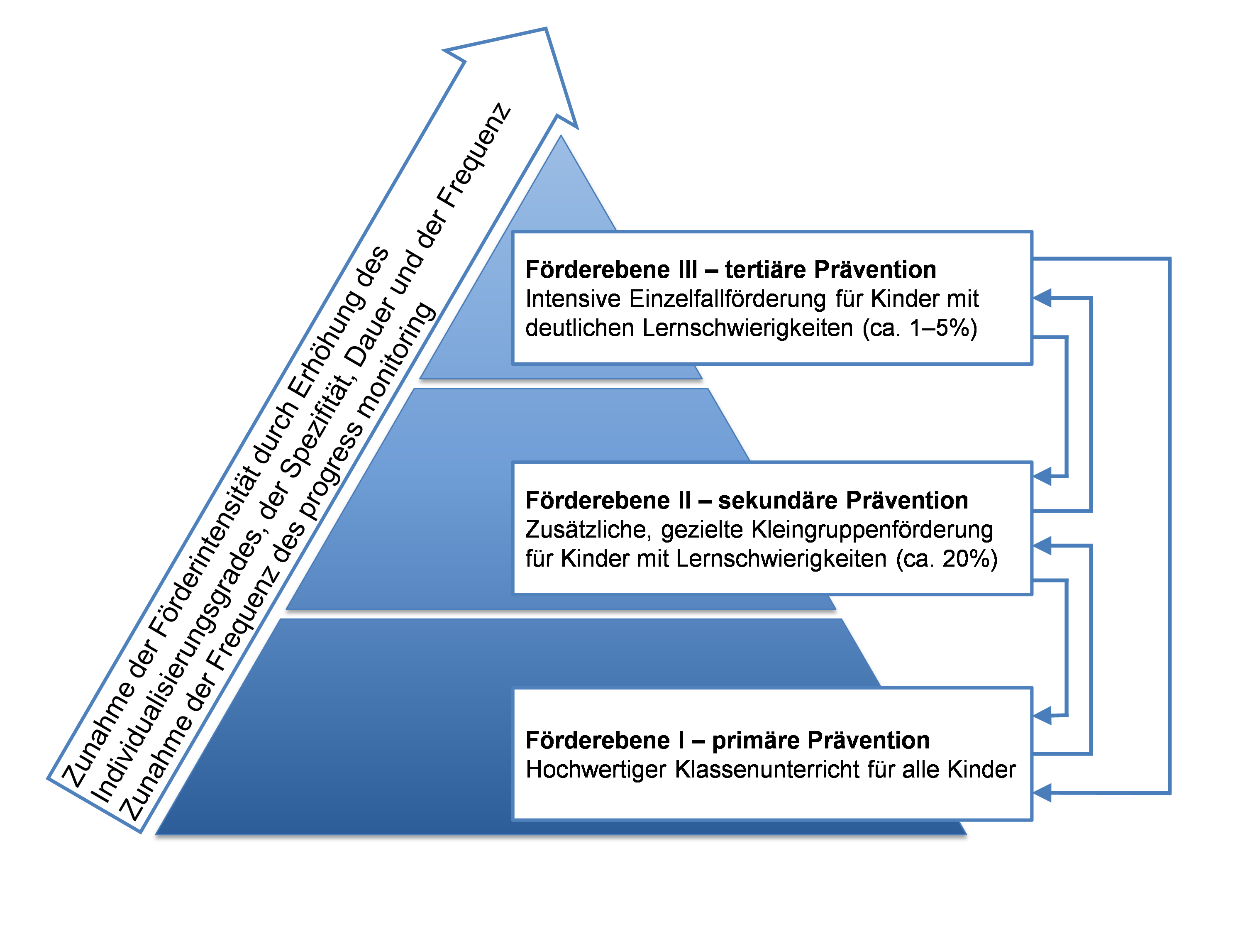 Zunahme der Förderintensität durch Erhöhung des
Individualisierungsgrades, der Spezifität, Dauer und der Frequenz
Zunahme der Frequenz des progress monitoring
Förderebene III – tertiäre Prävention
Intensive Einzelfallförderung für Kinder mit
deutlichen Lernschwierigkeiten (ca. 1–5%)
Förderebene II – sekundäre Prävention
Zusätzliche, gezielte Kleingruppenförderung
für Kinder mit Lernschwierigkeiten (ca. 20%)
Förderebene I – primäre Prävention
Hochwertiger Klassenunterricht für alle Kinder